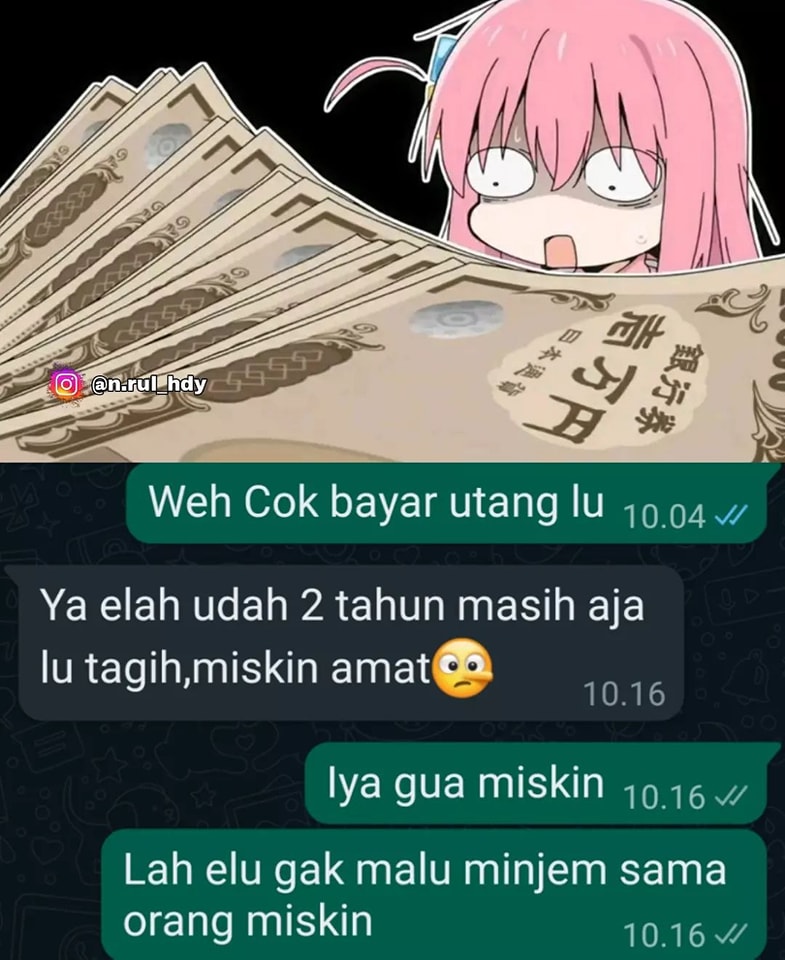 銀行券
壱万円
日本銀行
@n.rul_hdy
Weh Cok bayar utang lu 10.04
Ya elah udah 2 tahun masih aja
lu tagih,miskin amat🫤
10.16
Iya gua miskin 10.16
Lah elu gak malu minjem sama
orang miskin
10.16